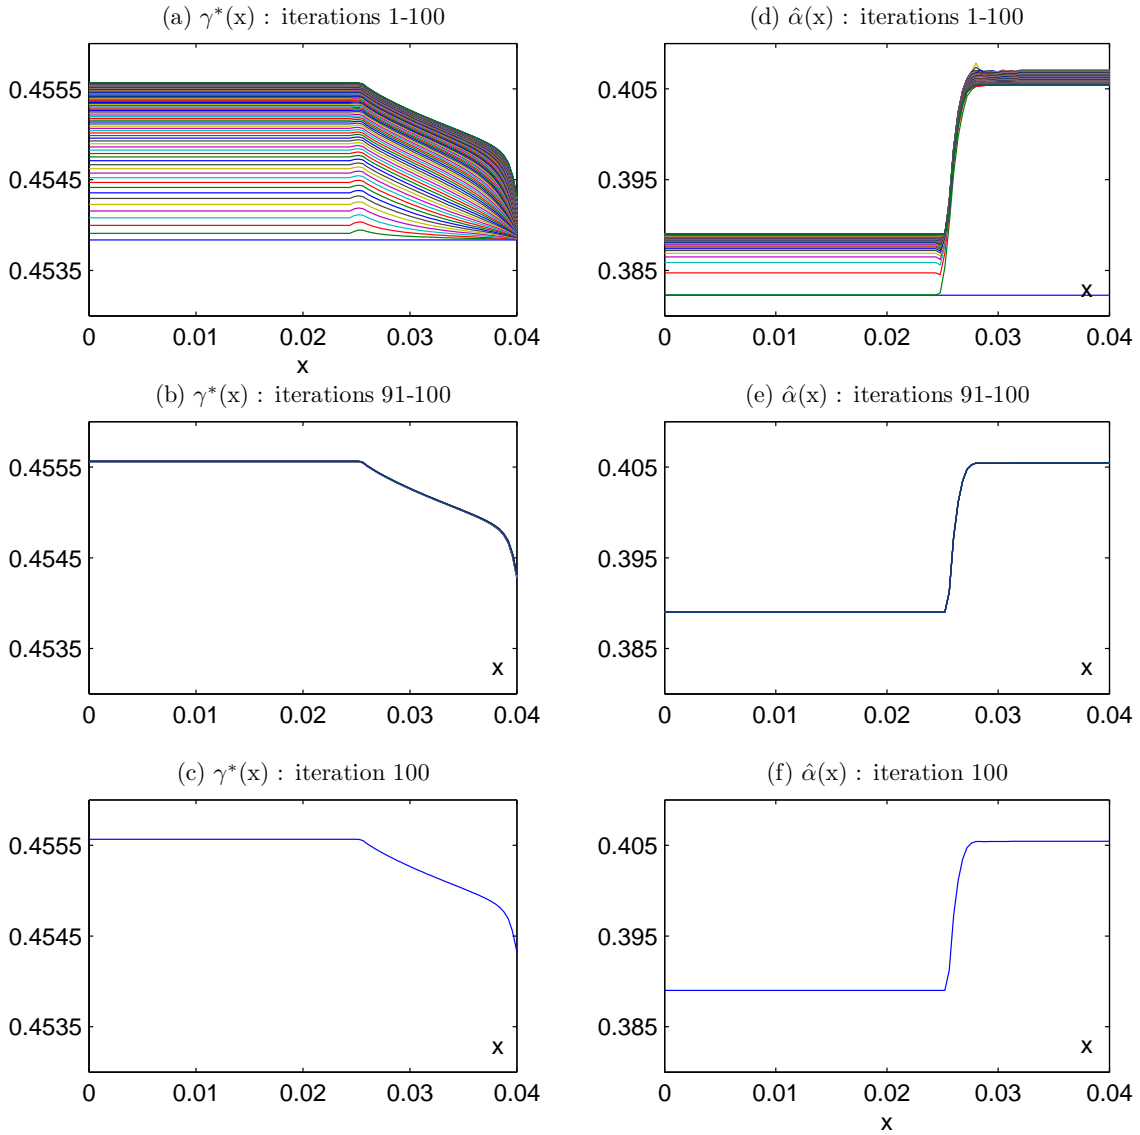 (a) γ*(x) : iterations 1-100
0.4555
0.4545
0.4535
0 0.01 0.02 0.03 0.04
x
(d) α̂(x) : iterations 1-100
0.405
0.395
0.385
x
0 0.01 0.02 0.03 0.04
(b) γ*(x) : iterations 91-100
0.4555
0.4545
0.4535
x
0 0.01 0.02 0.03 0.04
(e) α̂(x) : iterations 91-100
0.405
0.395
0.385
x
0 0.01 0.02 0.03 0.04
(c) γ*(x) : iteration 100
0.4555
0.4545
0.4535
x
0 0.01 0.02 0.03 0.04
(f) α̂(x) : iteration 100
0.405
0.395
0.385
x
0 0.01 0.02 0.03 0.04
x